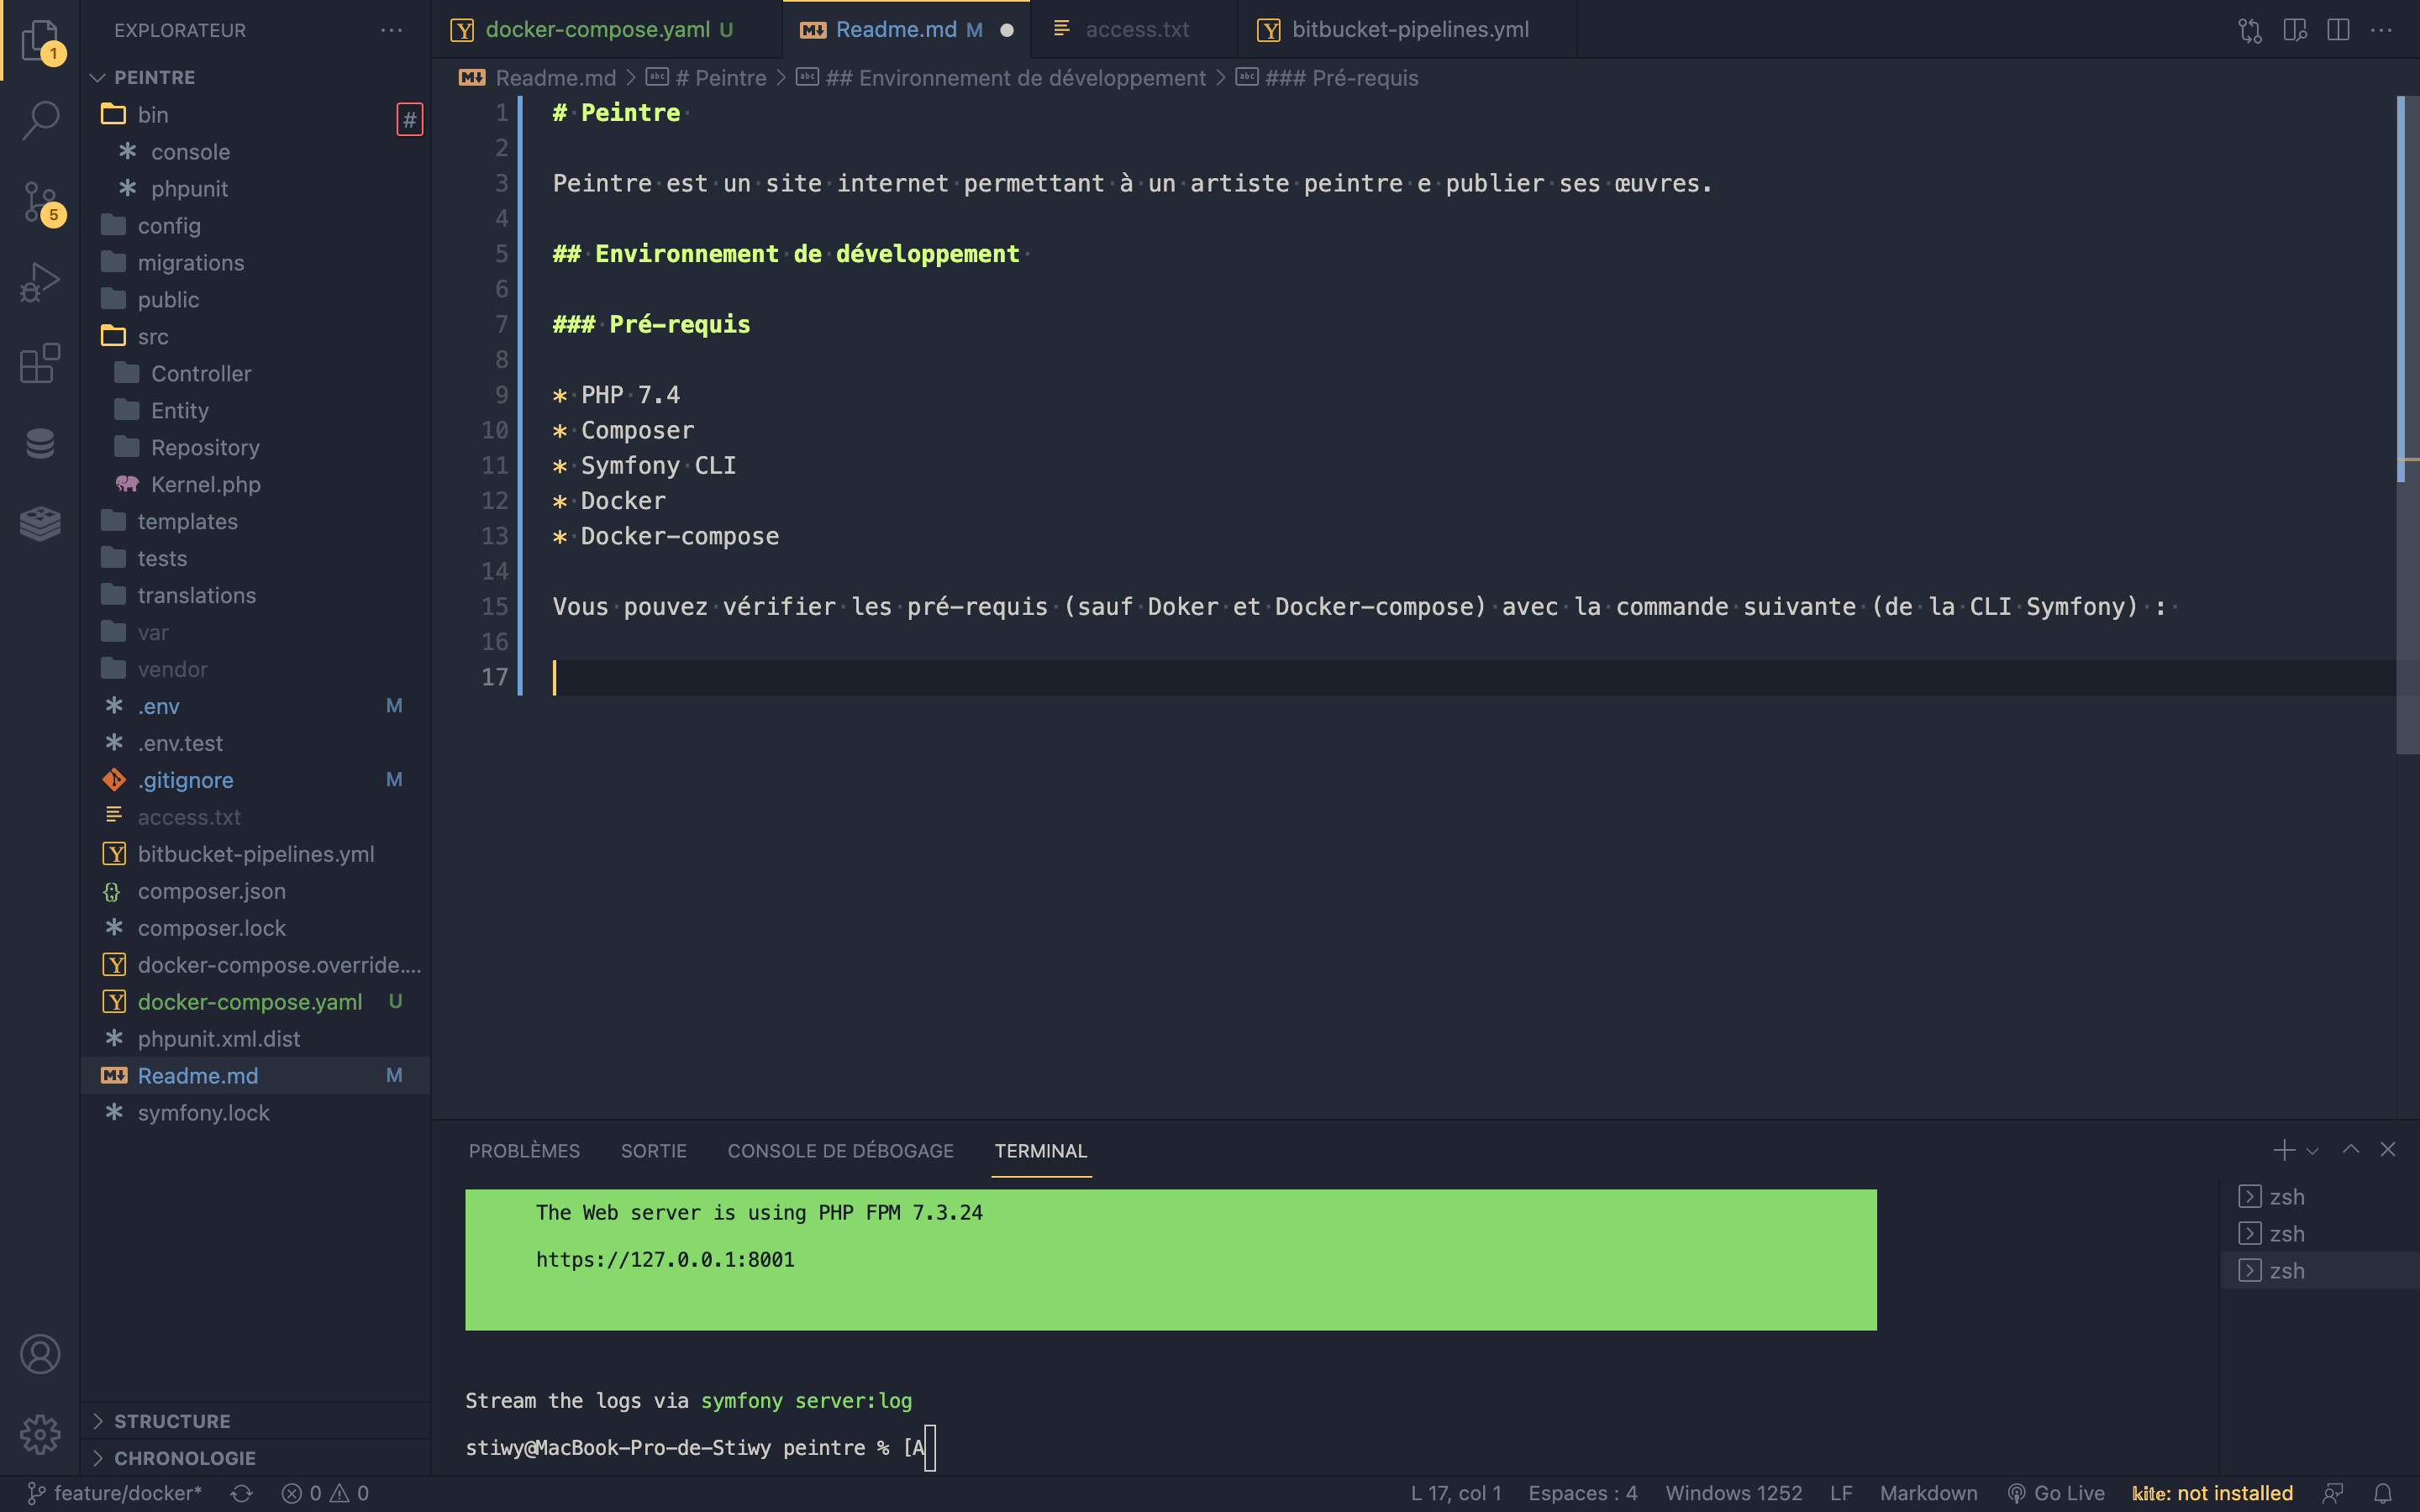 EXPLORATEUR
PEINTRE
bin
#
console
phpunit
config
migrations
public
src
Controller
Entity
Repository
Kernel.php
templates
tests
translations
var
vendor
.env M
.env.test
.gitignore M
access.txt
bitbucket-pipelines.yml
composer.json
composer.lock
docker-compose.override....
docker-compose.yaml U
phpunit.xml.dist
Readme.md M
symfony.lock
STRUCTURE
CHRONOLOGIE
1
5
docker-compose.yaml U
Readme.md M
access.txt
bitbucket-pipelines.yml
Readme.md > # Peintre > ## Environnement de développement > ### Pré-requis
1 # Peintre
2
3 Peintre est un site internet permettant à un artiste peintre e publier ses œuvres.
4
5 ## Environnement de développement
6
7 ### Pré-requis
8
9 * PHP 7.4
10 * Composer
11 * Symfony CLI
12 * Docker
13 * Docker-compose
14
15 Vous pouvez vérifier les pré-requis (sauf Doker et Docker-compose) avec la commande suivante (de la CLI Symfony) :
16
17
PROBLÈMES SORTIE CONSOLE DE DÉBOGAGE TERMINAL
The Web server is using PHP FPM 7.3.24
https://127.0.0.1:8001
Stream the logs via symfony server:log
stiwy@MacBook-Pro-de-Stiwy peintre % [A
zsh
zsh
zsh
feature/docker* 0 0 L 17, col 1 Espaces : 4 Windows 1252 LF Markdown Go Live kite: not installed